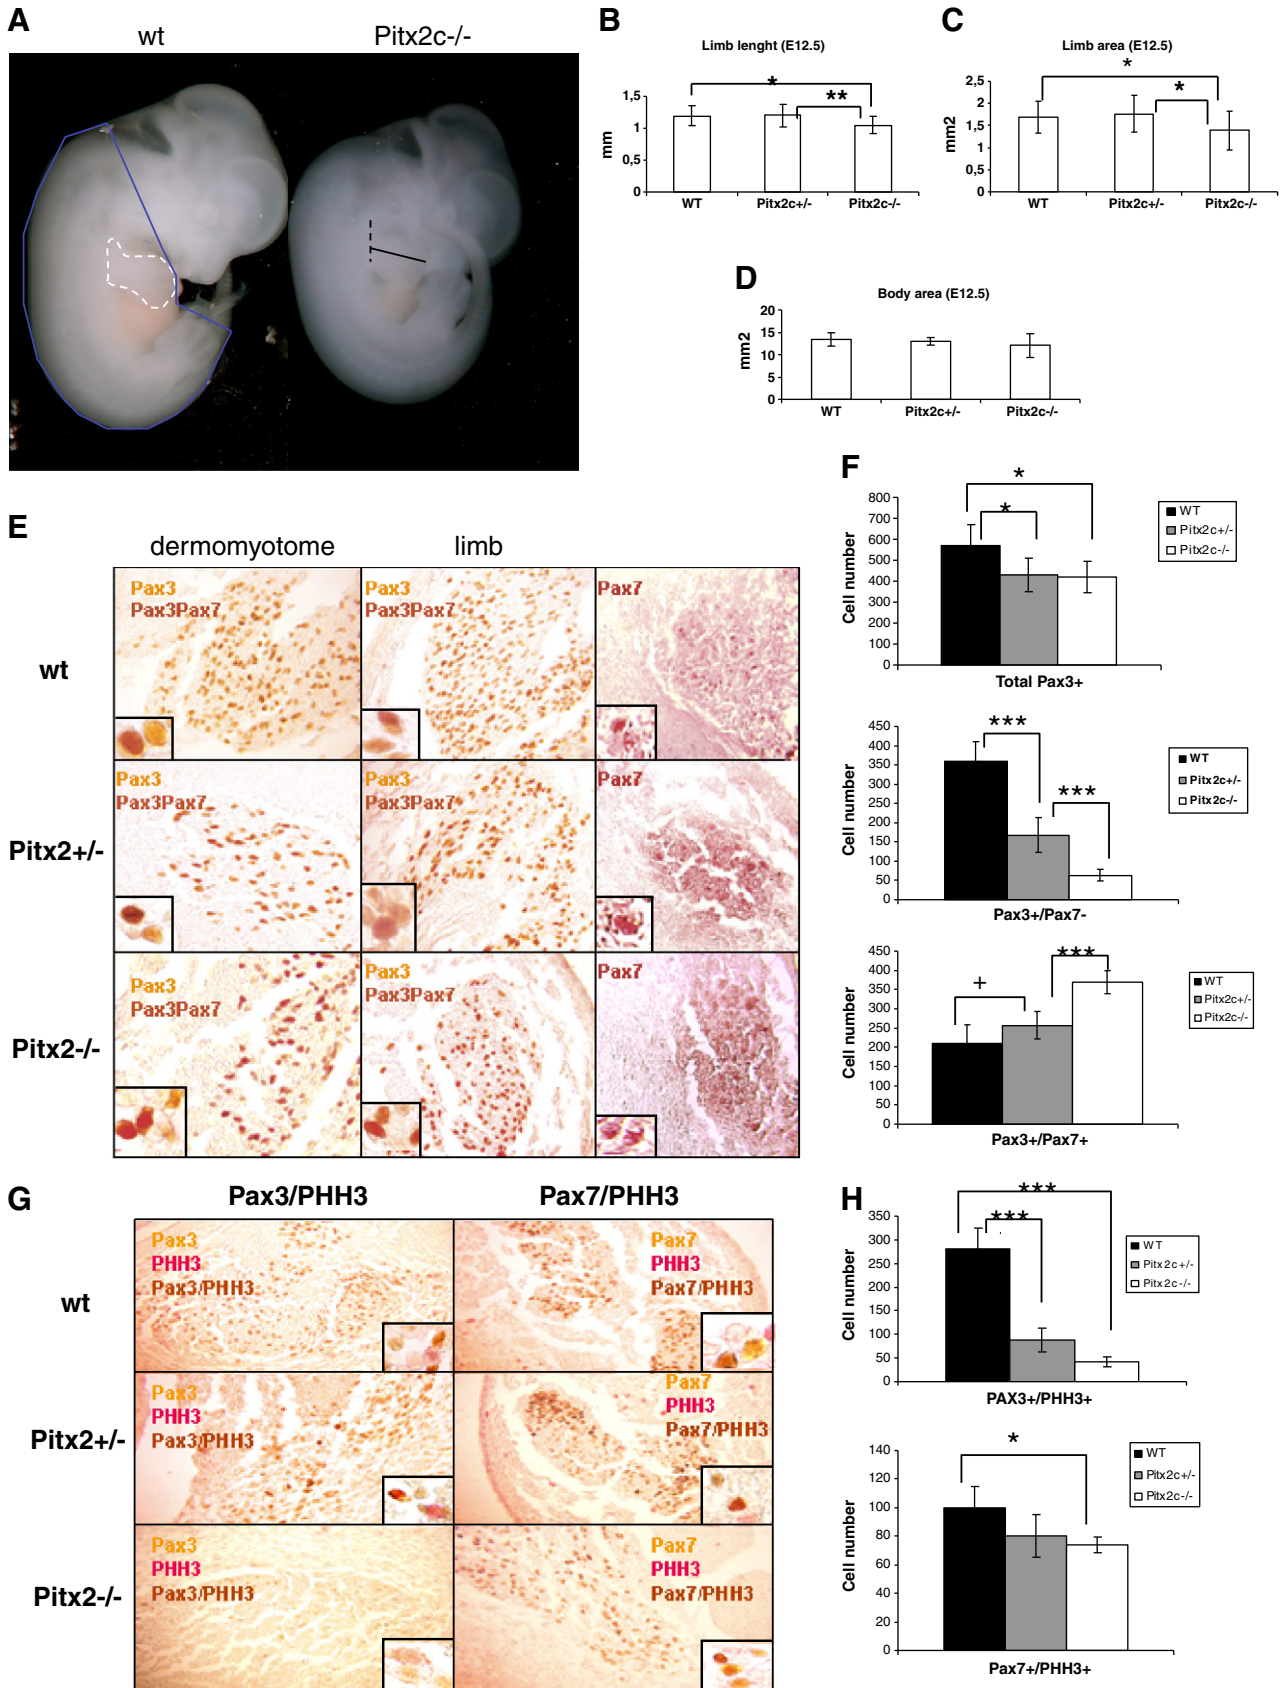 A
wt
Pitx2c-/-
B
Limb lenght (E12.5)
*
**
1,5
1
0,5
0
mm
WT
Pitx2c+/-
Pitx2c-/-
C
Limb area (E12.5)
*
*
2,5
2
1,5
1
0,5
0
mm2
WT
Pitx2c+/-
Pitx2c-/-
D
Body area (E12.5)
20
15
10
5
0
mm2
WT
Pitx2c+/-
Pitx2c-/-
E
dermomyotome
limb
wt
Pax3
Pax3Pax7
Pax3
Pax3Pax7
Pax7
Pitx2+/-
Pax3
Pax3Pax7
Pax3
Pax3Pax7
Pax7
Pitx2-/-
Pax3
Pax3Pax7
Pax3
Pax3Pax7
Pax7
F
*
*
800
700
600
500
400
300
200
100
0
Cell number
Total Pax3+
WT
Pitx2c+/-
Pitx2c-/-
***
***
450
400
350
300
250
200
150
100
50
0
Cell number
Pax3+/Pax7-
WT
Pitx2c+/-
Pitx2c-/-
+
***
450
400
350
300
250
200
150
100
50
0
Cell number
Pax3+/Pax7+
WT
Pitx2c+/-
Pitx2c-/-
G
Pax3/PHH3
Pax7/PHH3
wt
Pax3
PHH3
Pax3/PHH3
Pax7
PHH3
Pax7/PHH3
Pitx2+/-
Pax3
PHH3
Pax3/PHH3
Pax7
PHH3
Pax7/PHH3
Pitx2-/-
Pax3
PHH3
Pax3/PHH3
Pax7
PHH3
Pax7/PHH3
H
***
***
350
300
250
200
150
100
50
0
Cell number
PAX3+/PHH3+
WT
Pitx2c+/-
Pitx2c-/-
*
140
120
100
80
60
40
20
0
Cell number
Pax7+/PHH3+
WT
Pitx2c+/-
Pitx2c-/-